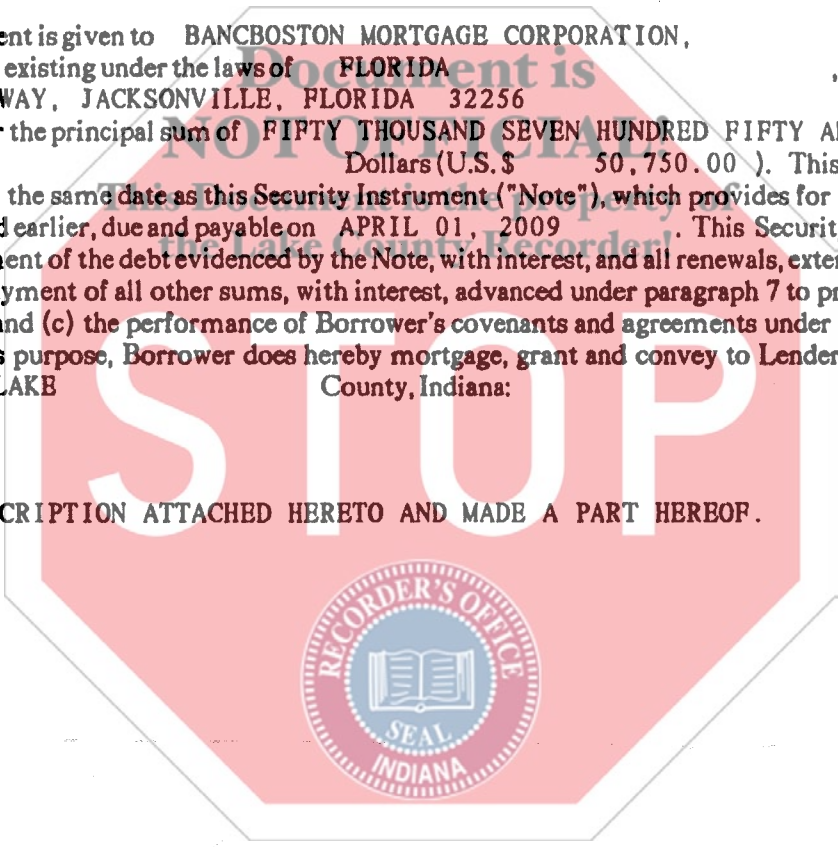 ent is given to BANCBOSTON MORTGAGE CORPORATION,
existing under the laws of FLORIDA ,
WAY, JACKSONVILLE, FLORIDA 32256
the principal sum of FIFTY THOUSAND SEVEN HUNDRED FIFTY
Dollars (U.S. $ 50,750.00 ). This
the same date as this Security Instrument ("Note"), which provides for
earlier, due and payable on APRIL 01, 2009 . This Securit
ent of the debt evidenced by the Note, with interest, and all renewals, exte
yment of all other sums, with interest, advanced under paragraph 7 to pr
and (c) the performance of Borrower's covenants and agreements under
purpose, Borrower does hereby mortgage, grant and convey to Lender
LAKE County, Indiana:
CRIPTION ATTACHED HERETO AND MADE A PART HEREOF.
Document is
NOT OFFICIAL!
This Document is the property of
the Lake County Recorder!
STOP
RECORDER'S OFFICE
SEAL
INDIANA